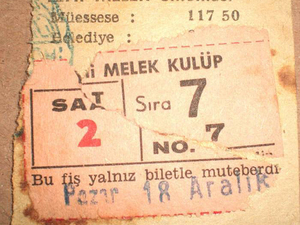 Müessese : 117 50
Belediye :
MELEK KULÜP
SAAT
2
Sıra 7
NO. 7
Bu fiş yalnız biletle muteberdi
Pazar 18 Aralık